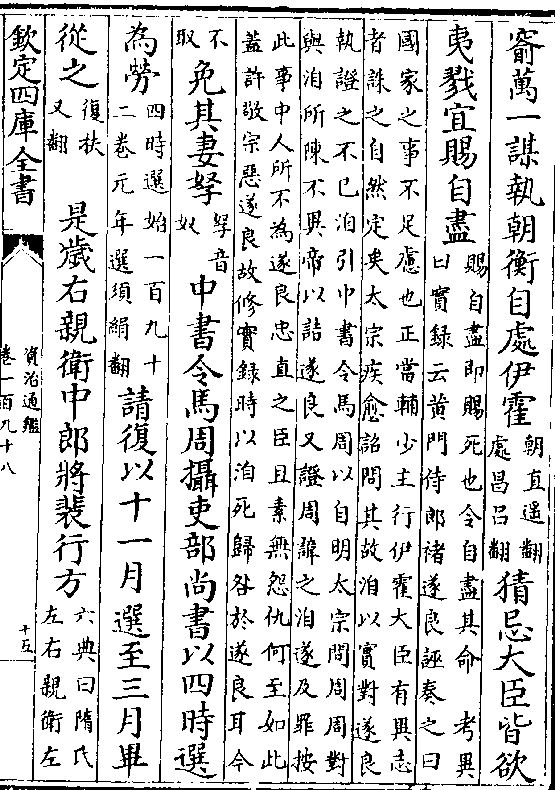 窬萬一謀執朝衡自處伊霍朝直遥翻處昌吕翻猜忌大臣皆欲
夷戮宜賜自盡賜自盡即賜死也令自盡其命考異曰實録云黄門侍郎褚遂良誣奏之曰
國家之事不足慮也正當輔少主行伊霍大臣有異志
者誅之自然定矣太宗疾愈詔問其故洎以實對遂良
執證之不已洎引中書令馬周以自明太宗問周周對
與洎所陳不異帝以詰遂良又證周諱之洎遂及罪按
此事中人所不為遂良忠直之臣且素無怨仇何至如此
蓋許敬宗惡遂良故修實録時以洎死歸咎於遂良耳今
不取免其妻孥孥音奴中書令馬周攝吏部尚書以四時選
為勞四時選始一百九十二卷元年選須絹翻請復以十一月選至三月畢
從之復扶又翻是歲右親衛中郎將裴行方六典曰隋氏左右親衛左
欽定四庫全書
資治通鑑
卷一百九十八
十五